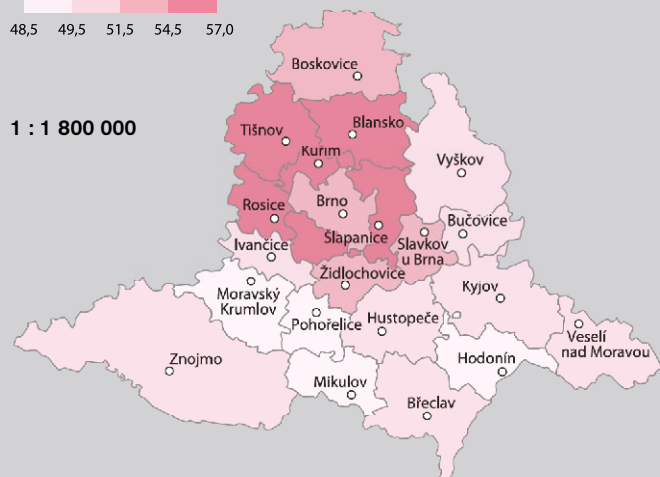 48,5 49,5 51,5 54,5 57,0
Boskovice
1 : 1 800 000
Tišnov
Blansko
Kuřim
Vyškov
Rosice
Brno
Bučovice
Šlapanice
Slavkov
u Brna
Ivančice
Židlochovice
Moravský
Krumlov
Kyjov
Pohořelice
Hustopeče
Veselí
nad Moravou
Znojmo
Hodonín
Mikulov
Břeclav